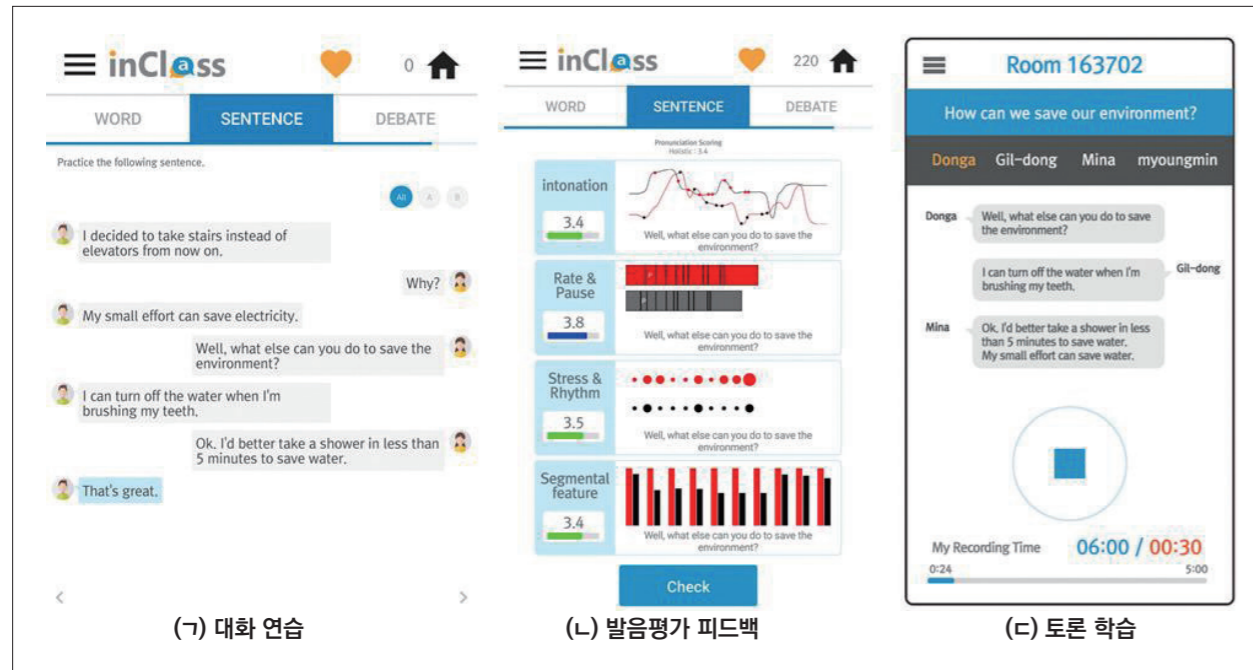 inClass
0
WORD
SENTENCE
DEBATE
Practice the following sentence.
All A B
I decided to take stairs instead of
elevators from now on.
Why?
My small effort can save electricity.
Well, what else can you do to save the
environment?
I can turn off the water when I'm
brushing my teeth.
Ok. I'd better take a shower in less than
5 minutes to save water.
That's great.
< >
(ㄱ) 대화 연습
inClass
220
WORD
SENTENCE
DEBATE
Pronunciation Scoring
Holistic : 3.4
intonation
3.4
Well, what else can you do to save the
environment?
Rate &
Pause
3.8
Well, what else can you do to save the
environment?
Stress &
Rhythm
3.5
Well, what else can you do to save the
environment?
Segmental
feature
3.4
Well, what else can you do to save the
environment?
Check
(ㄴ) 발음평가 피드백
Room 163702
How can we save our environment?
Donga Gil-dong Mina myoungmin
Donga
Well, what else can you do to save
the environment?
Gil-dong
I can turn off the water when I'm
brushing my teeth.
Mina
Ok. I'd better take a shower in less
than 5 minutes to save water.
My small effort can save water.
My Recording Time 06:00 / 00:30
0:24 5:00
(ㄷ) 토론 학습